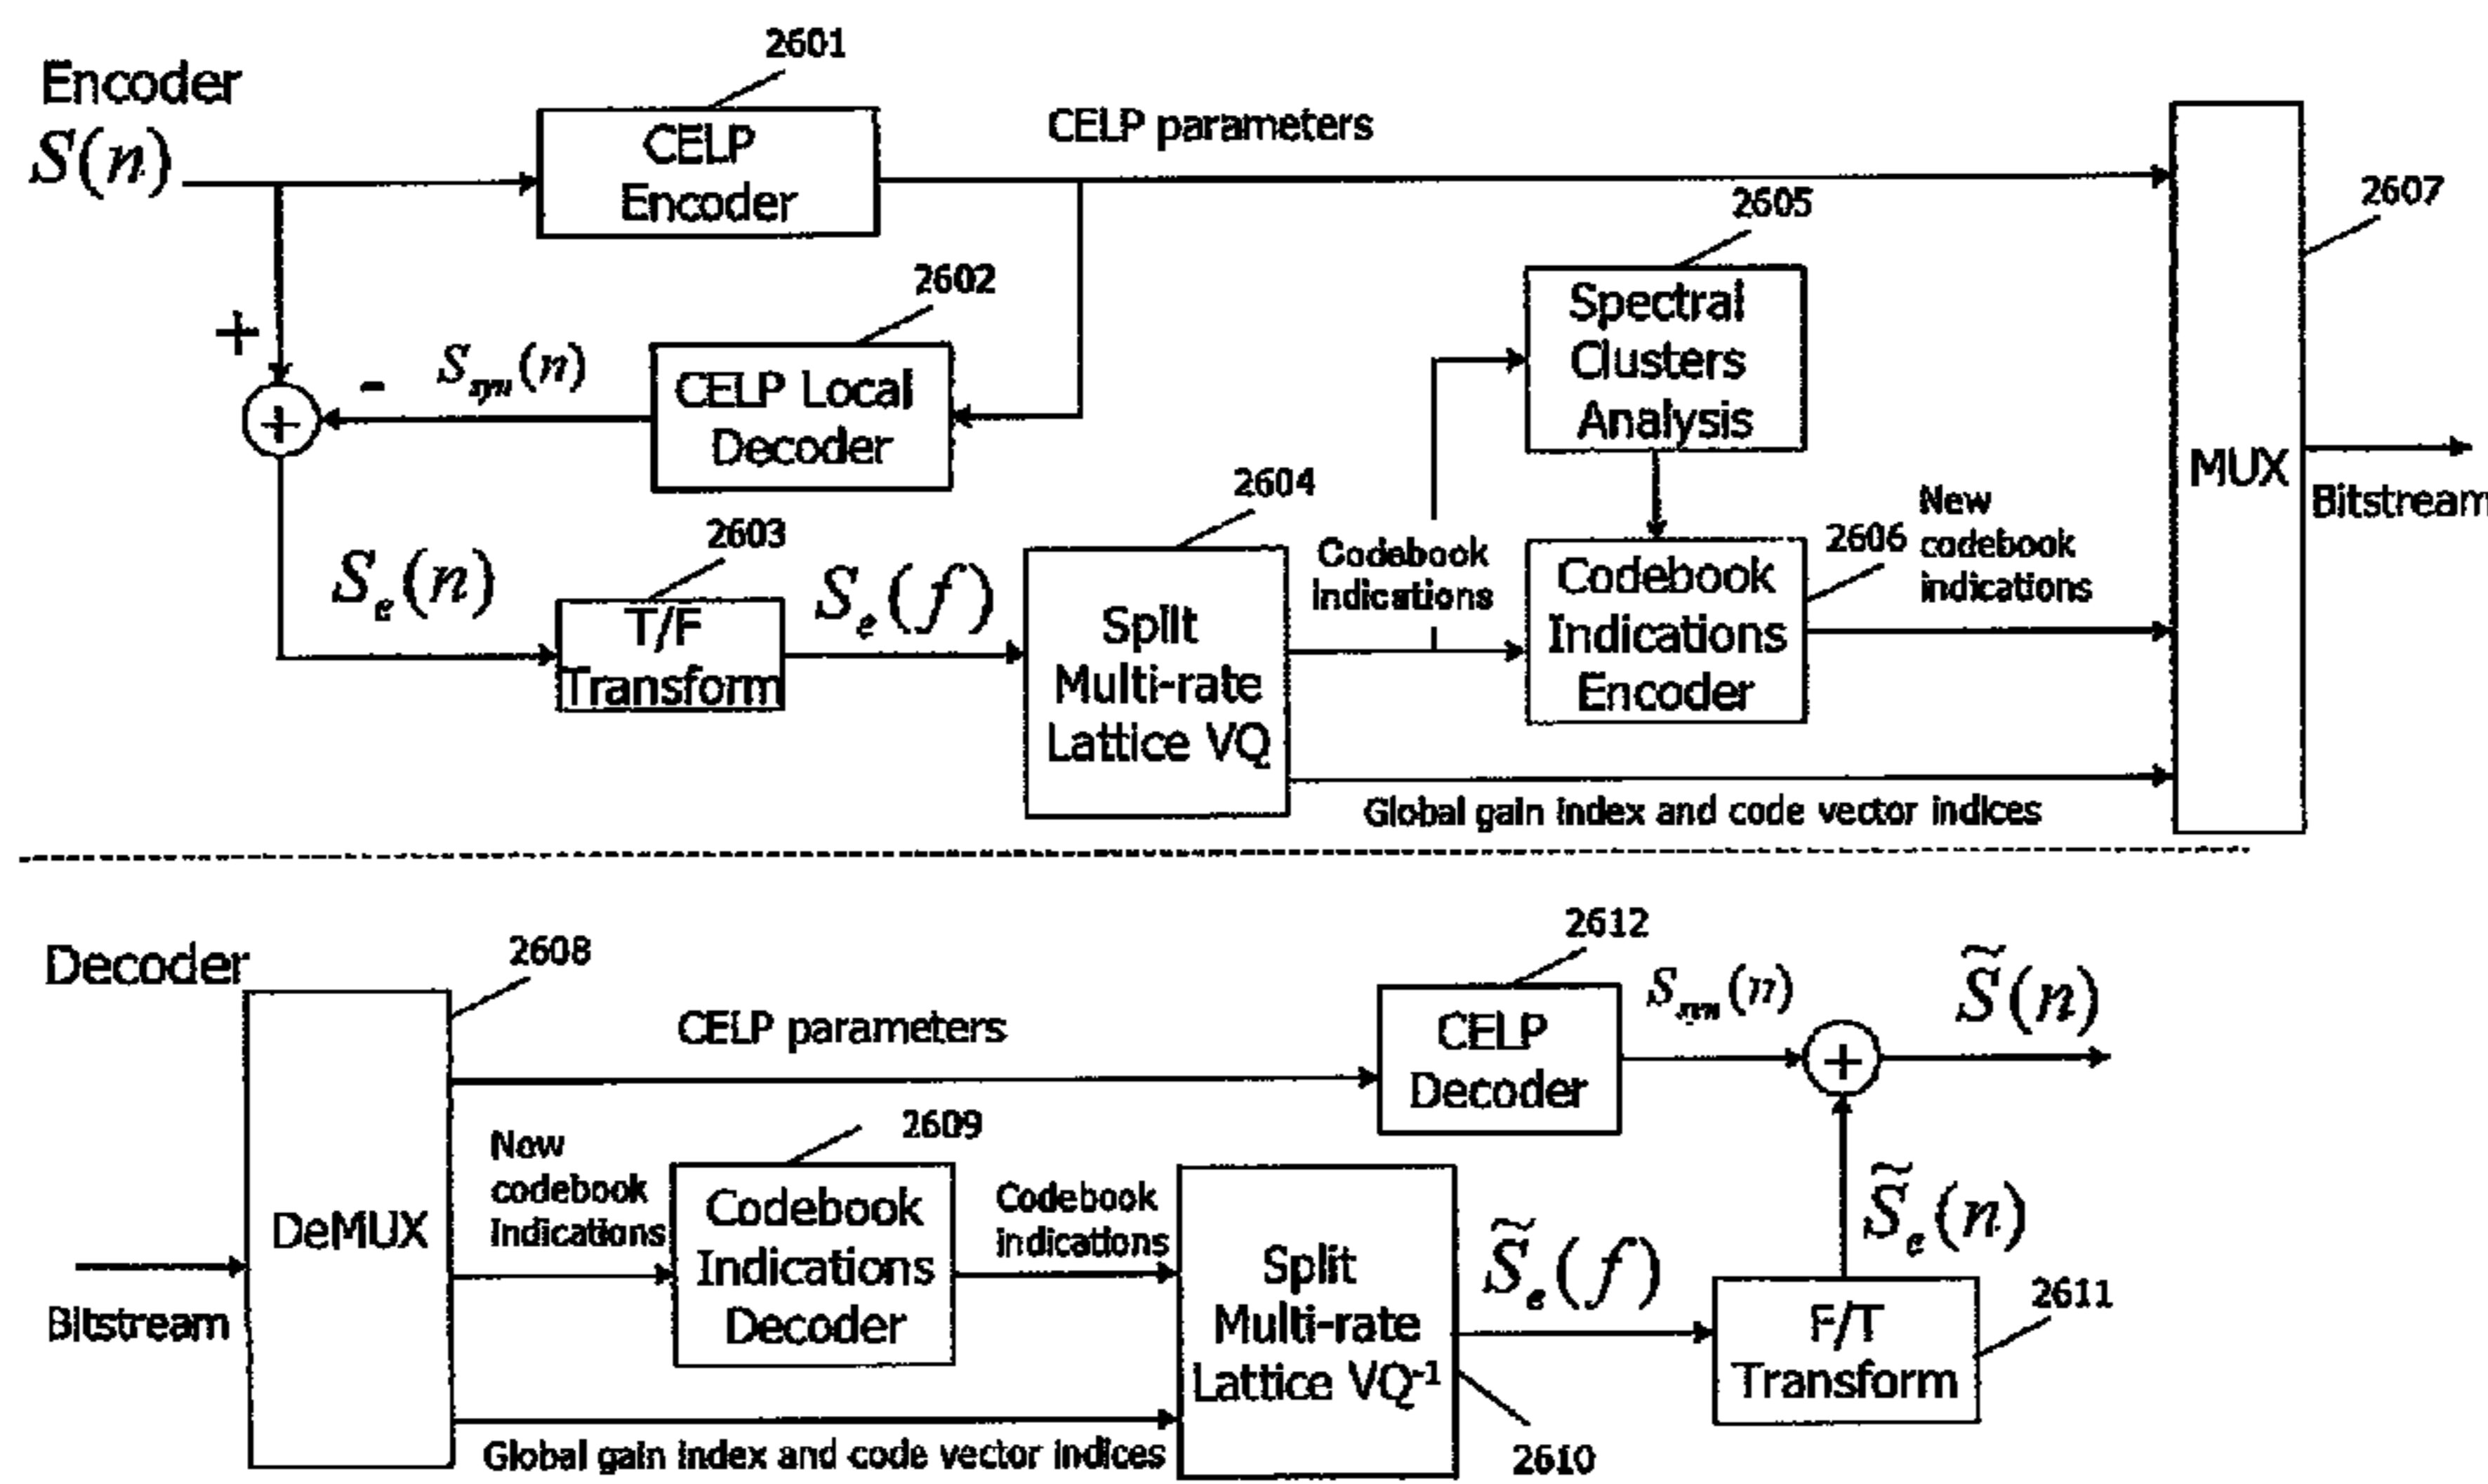 Encoder
S(n)
2601
CELP
Encoder
CELP parameters
2607
2605
2602
Spectral
Clusters
Analysis
+
-
S_syn(n)
CELP Local
Decoder
+
MUX
Bitstream
2604
2603
S_e(n)
T/F
Transform
S_e(f)
Split
Multi-rate
Lattice VQ
Codebook
indications
Codebook
Indications
Encoder
2606
New
codebook
indications
Global gain index and code vector indices
Decoder
2608
2612
CELP parameters
CELP
Decoder
S_syn(n)
+
S̃(n)
2609
New
codebook
Indications
DeMUX
Bitstream
Codebook
Indications
Decoder
Codebook
indications
Split
Multi-rate
Lattice VQ⁻¹
S̃_e(f)
S̃_e(n)
F/T
Transform
2611
Global gain index and code vector indices
2610